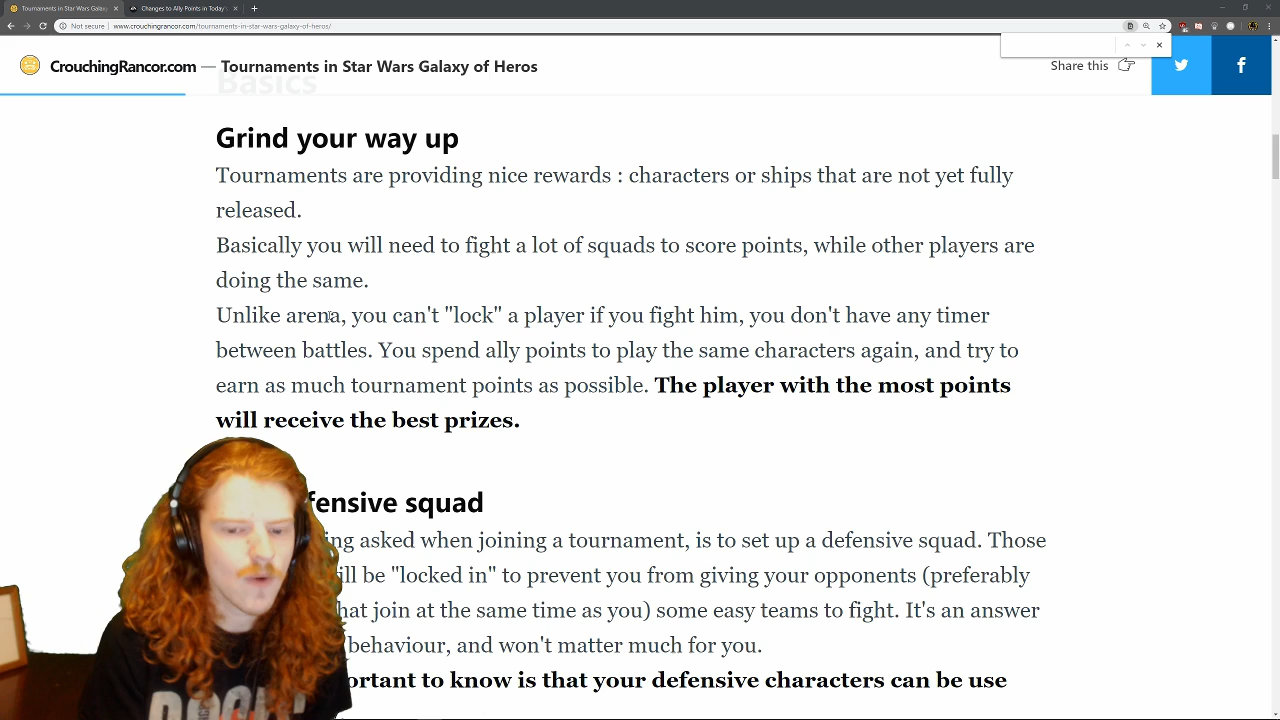 Tournaments in Star Wars Galaxy
Changes to Ally Points in Today's
Not secure | www.crouchingrancor.com/tournaments-in-star-wars-galaxy-of-heros/
CrouchingRancor.com — Tournaments in Star Wars Galaxy of Heros
Share this
Basics
Grind your way up
Tournaments are providing nice rewards : characters or ships that are not yet fully
released.
Basically you will need to fight a lot of squads to score points, while other players are
doing the same.
Unlike arena, you can't "lock" a player if you fight him, you don't have any timer
between battles. You spend ally points to play the same characters again, and try to
earn as much tournament points as possible. The player with the most points
will receive the best prizes.
fensive squad
ng asked when joining a tournament, is to set up a defensive squad. Those
ill be "locked in" to prevent you from giving your opponents (preferably
hat join at the same time as you) some easy teams to fight. It's an answer
behaviour, and won't matter much for you.
ortant to know is that your defensive characters can be use